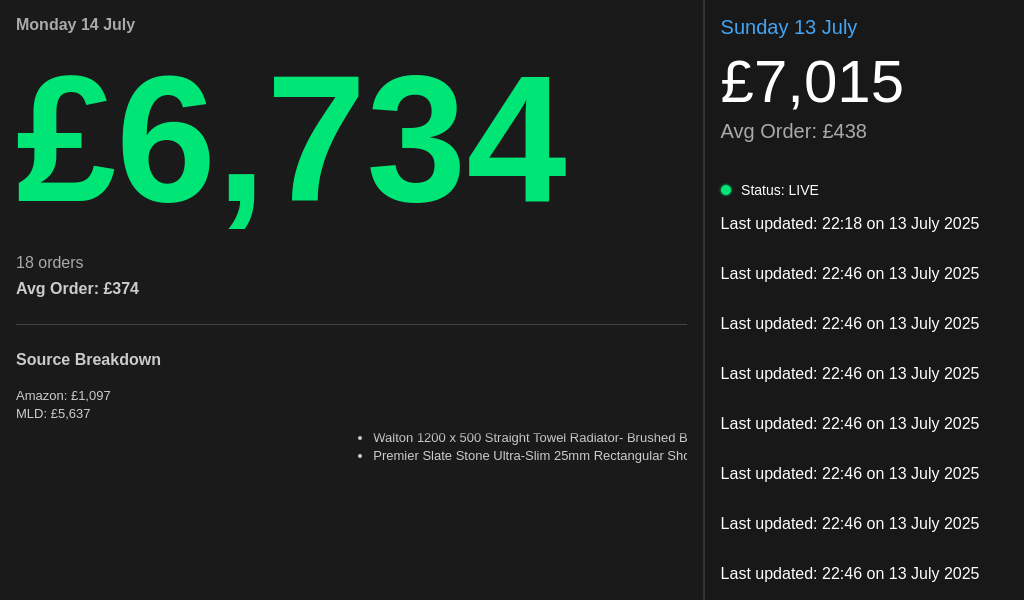 Monday 14 July
£6,734
18 orders
Avg Order: £374
Source Breakdown
Amazon: £1,097
MLD: £5,637
• Walton 1200 x 500 Straight Towel Radiator- Brushed B
• Premier Slate Stone Ultra-Slim 25mm Rectangular Sho
Sunday 13 July
£7,015
Avg Order: £438
Status: LIVE
Last updated: 22:18 on 13 July 2025
Last updated: 22:46 on 13 July 2025
Last updated: 22:46 on 13 July 2025
Last updated: 22:46 on 13 July 2025
Last updated: 22:46 on 13 July 2025
Last updated: 22:46 on 13 July 2025
Last updated: 22:46 on 13 July 2025
Last updated: 22:46 on 13 July 2025